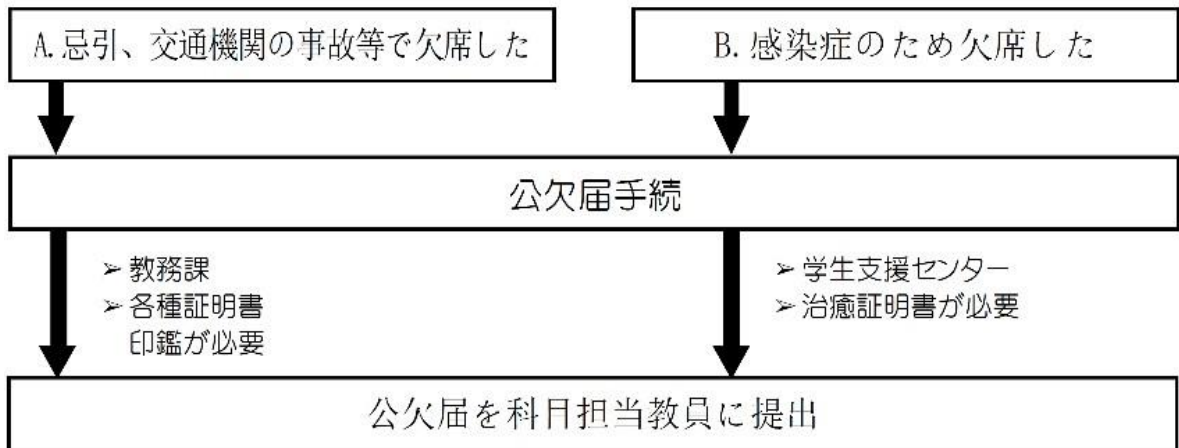 A. 忌引、交通機関の事故等で欠席した
B. 感染症のため欠席した
公欠届手続
➢ 教務課
➢ 各種証明書
印鑑が必要
➢ 学生支援センター
➢ 治癒証明書が必要
公欠届を科目担当教員に提出